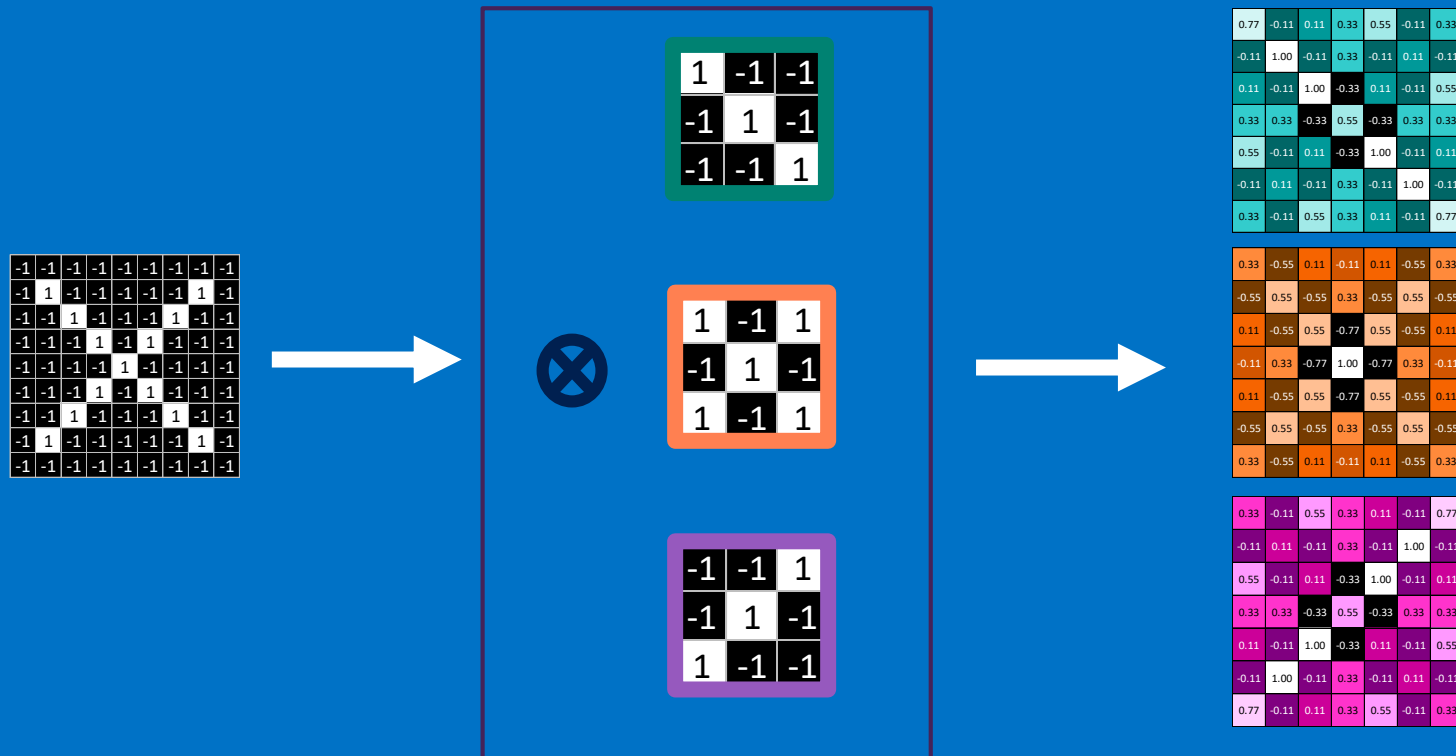 -1 -1 -1 -1 -1 -1 -1 -1 -1
-1 1 -1 -1 -1 -1 -1 1 -1
-1 -1 1 -1 -1 -1 1 -1 -1
-1 -1 -1 1 -1 1 -1 -1 -1
-1 -1 -1 -1 1 -1 -1 -1 -1
-1 -1 -1 1 -1 1 -1 -1 -1
-1 -1 1 -1 -1 -1 1 -1 -1
-1 1 -1 -1 -1 -1 -1 1 -1
-1 -1 -1 -1 -1 -1 -1 -1 -1
1 -1 -1
-1 1 -1
-1 -1 1
1 -1 1
-1 1 -1
1 -1 1
-1 -1 1
-1 1 -1
1 -1 -1
0.77 -0.11 0.11 0.33 0.55 -0.11 0.33
-0.11 1.00 -0.11 0.33 -0.11 0.11 -0.11
0.11 -0.11 1.00 -0.33 0.11 -0.11 0.55
0.33 0.33 -0.33 0.55 -0.33 0.33 0.33
0.55 -0.11 0.11 -0.33 1.00 -0.11 0.11
-0.11 0.11 -0.11 0.33 -0.11 1.00 -0.11
0.33 -0.11 0.55 0.33 0.11 -0.11 0.77
0.33 -0.55 0.11 -0.11 0.11 -0.55 0.33
-0.55 0.55 -0.55 0.33 -0.55 0.55 -0.55
0.11 -0.55 0.55 -0.77 0.55 -0.55 0.11
-0.11 0.33 -0.77 1.00 -0.77 0.33 -0.11
0.11 -0.55 0.55 -0.77 0.55 -0.55 0.11
-0.55 0.55 -0.55 0.33 -0.55 0.55 -0.55
0.33 -0.55 0.11 -0.11 0.11 -0.55 0.33
0.33 -0.11 0.55 0.33 0.11 -0.11 0.77
-0.11 0.11 -0.11 0.33 -0.11 1.00 -0.11
0.55 -0.11 0.11 -0.33 1.00 -0.11 0.11
0.33 0.33 -0.33 0.55 -0.33 0.33 0.33
0.11 -0.11 1.00 -0.33 0.11 -0.11 0.55
-0.11 1.00 -0.11 0.33 -0.11 0.11 -0.11
0.77 -0.11 0.11 0.33 0.55 -0.11 0.33